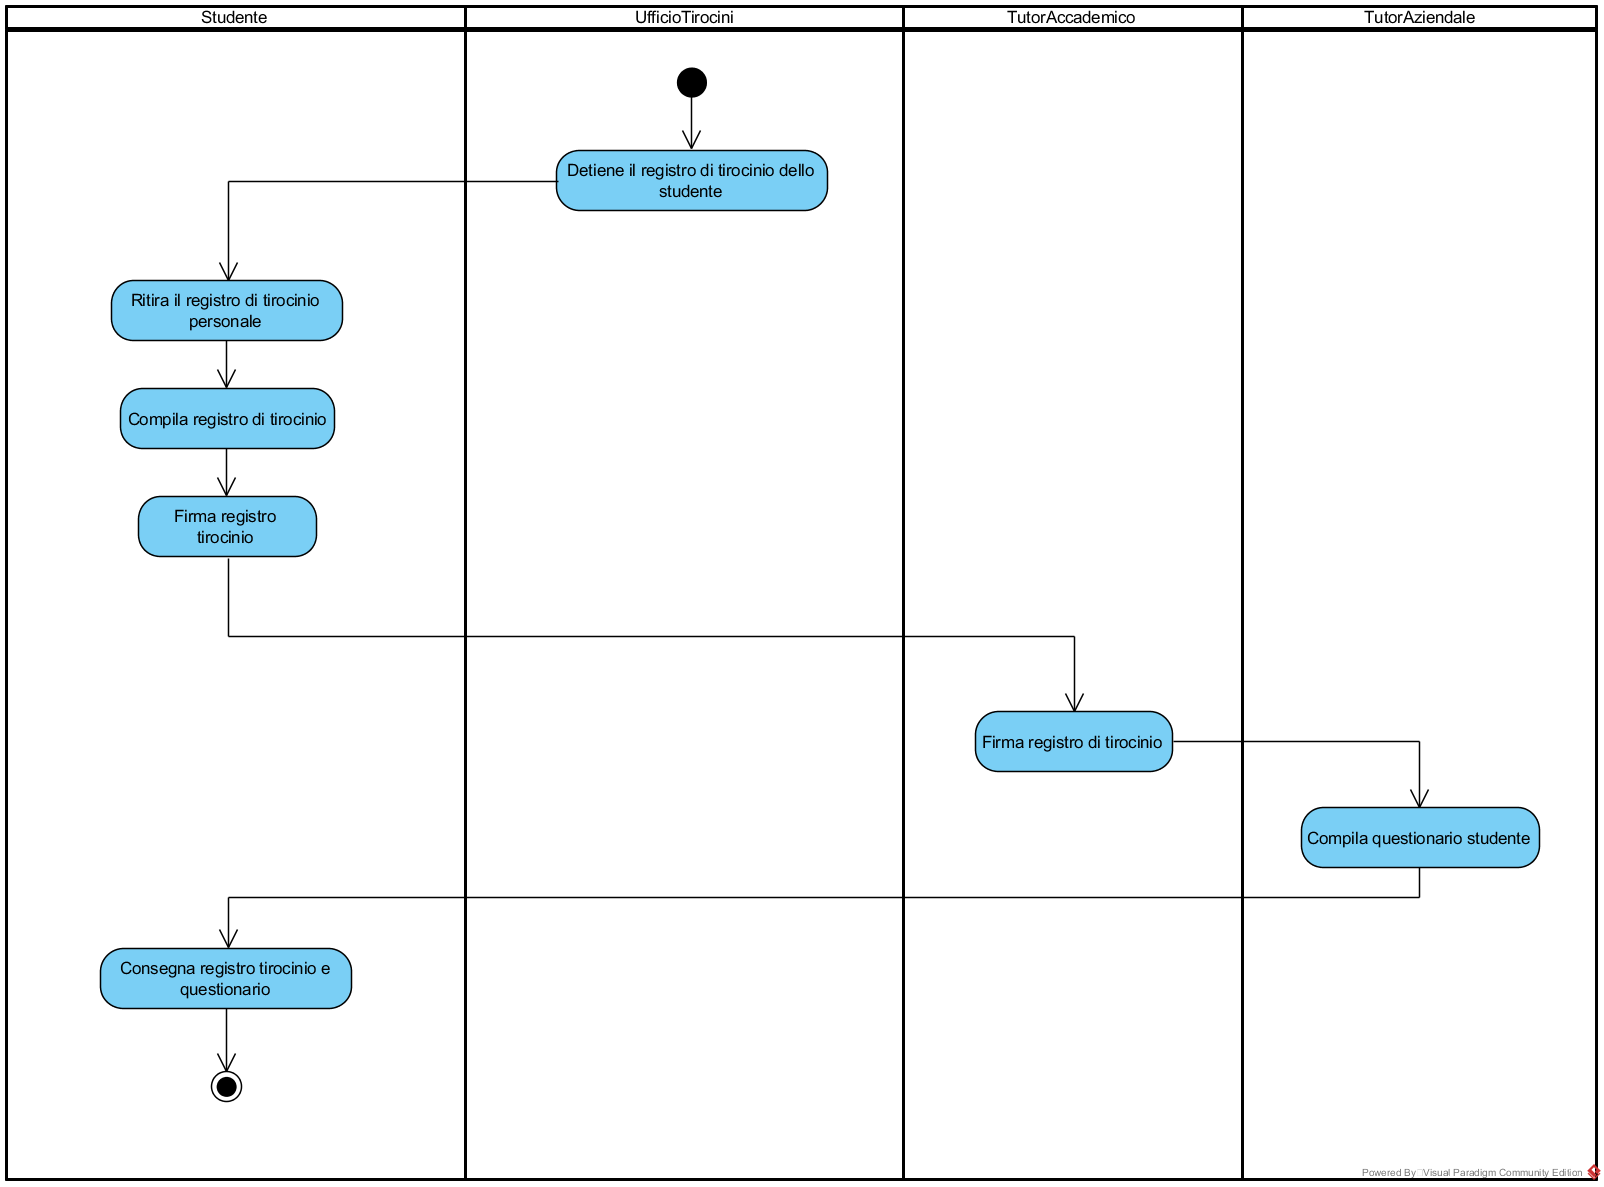 Studente
UfficioTirocini
TutorAccademico
TutorAziendale
Detiene il registro di tirocinio dello
studente
Ritira il registro di tirocinio
personale
Compila registro di tirocinio
Firma registro
tirocinio
Firma registro di tirocinio
Compila questionario studente
Consegna registro tirocinio e
questionario
Powered By Visual Paradigm Community Edition